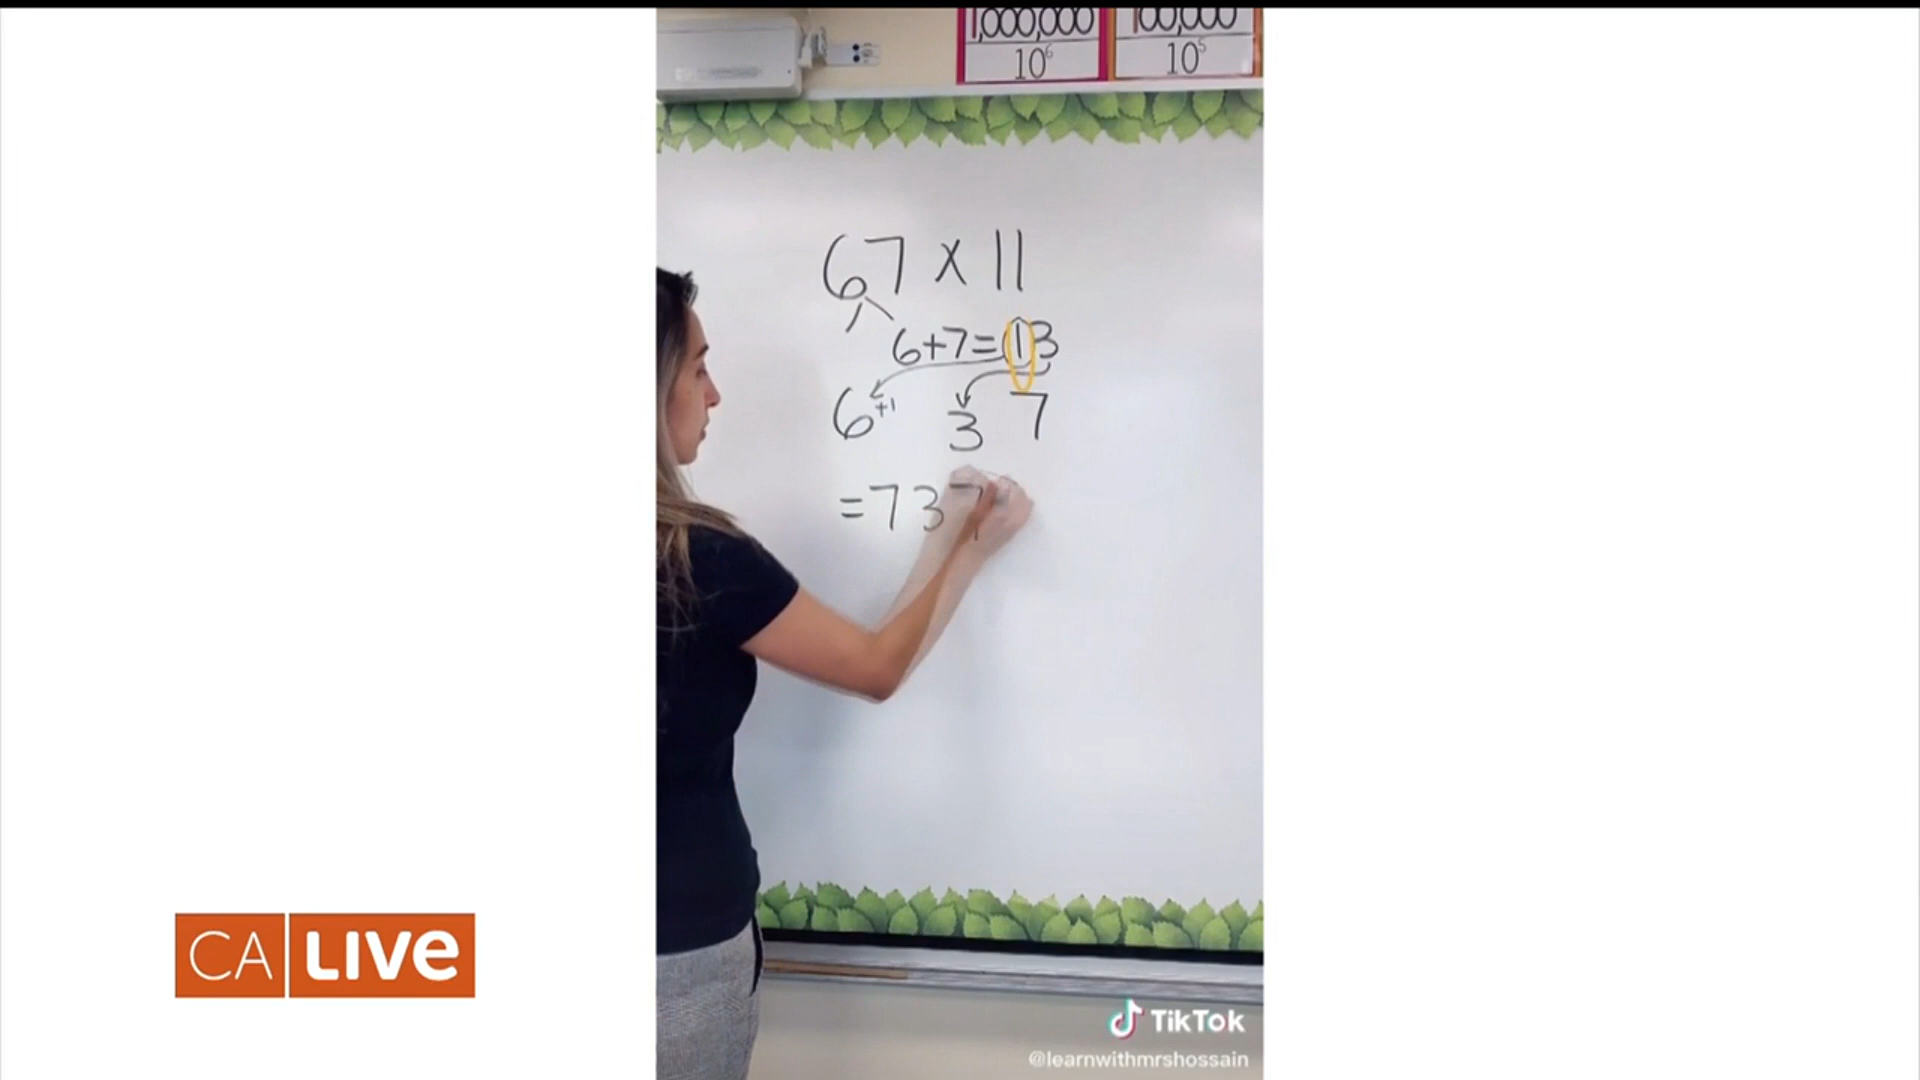 1,000,000
10⁶
100,000
10⁵
67 x 11
6+7=13
6+1 3 7
=737
CA LIVE
TikTok
@learnwithmrshossain